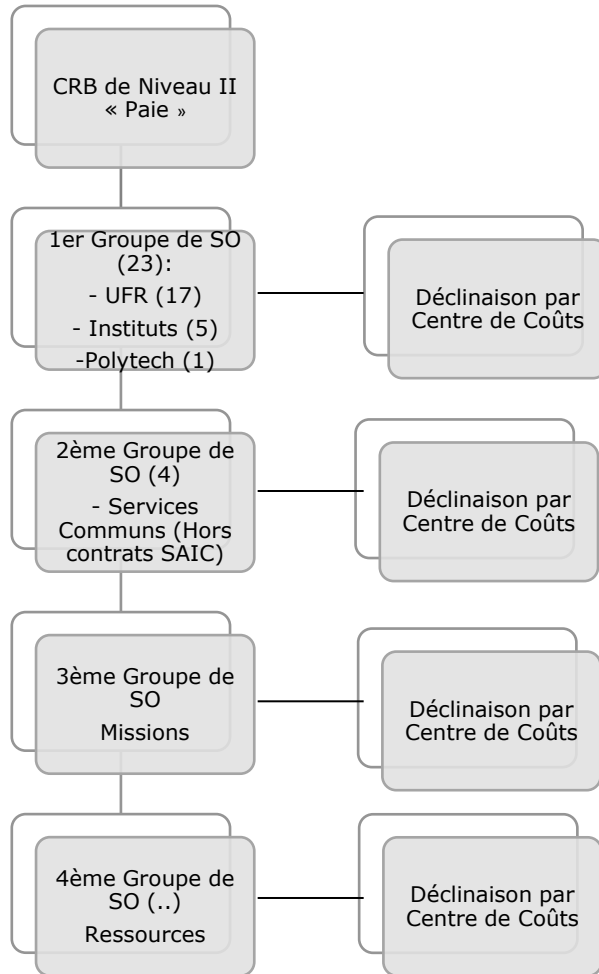 CRB de Niveau II
« Paie »
1er Groupe de SO
(23):
- UFR (17)
- Instituts (5)
-Polytech (1)
Déclinaison par
Centre de Coûts
2ème Groupe de
SO (4)
- Services
Communs (Hors
contrats SAIC)
Déclinaison par
Centre de Coûts
3ème Groupe de
SO
Missions
Déclinaison par
Centre de Coûts
4ème Groupe de
SO (..)
Ressources
Déclinaison par
Centre de Coûts